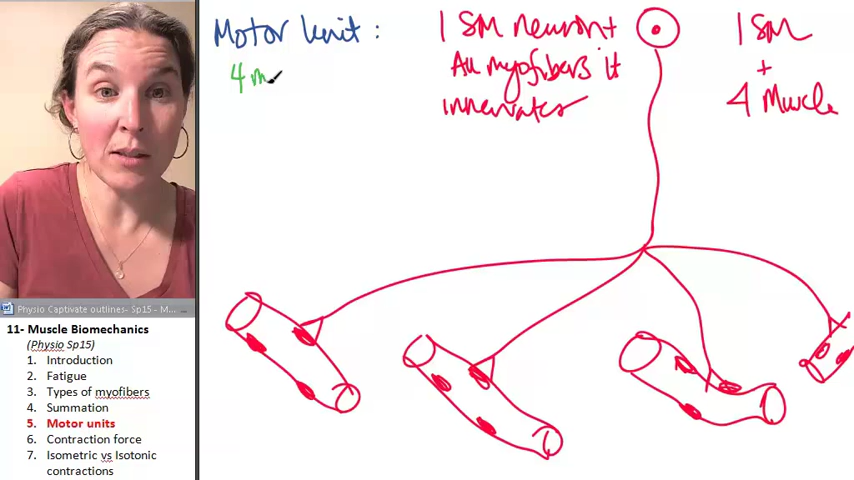 Motor Unit:
4 m
1 SM neuron +
All myofibers it
innervates
1 SM
+
4 Muscle
Physio Captivate outlines- Sp15 - M...
11- Muscle Biomechanics
(Physio Sp15)
1. Introduction
2. Fatigue
3. Types of myofibers
4. Summation
5. Motor units
6. Contraction force
7. Isometric vs Isotonic
contractions